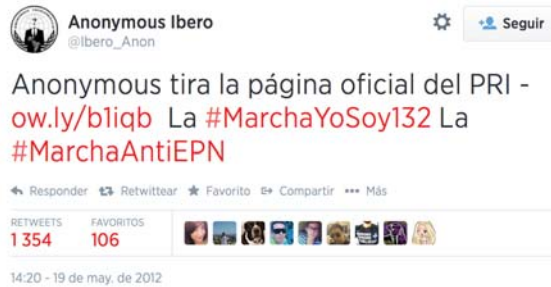 Anonymous Ibero
@Ibero_Anon
Seguir
Anonymous tira la página oficial del PRI -
ow.ly/b1iqb La #MarchaYoSoy132 La
#MarchaAntiEPN
Responder Retwittear Favorito Compartir Más
RETWEETS FAVORITOS
1 354 106
14:20 - 19 de may. de 2012